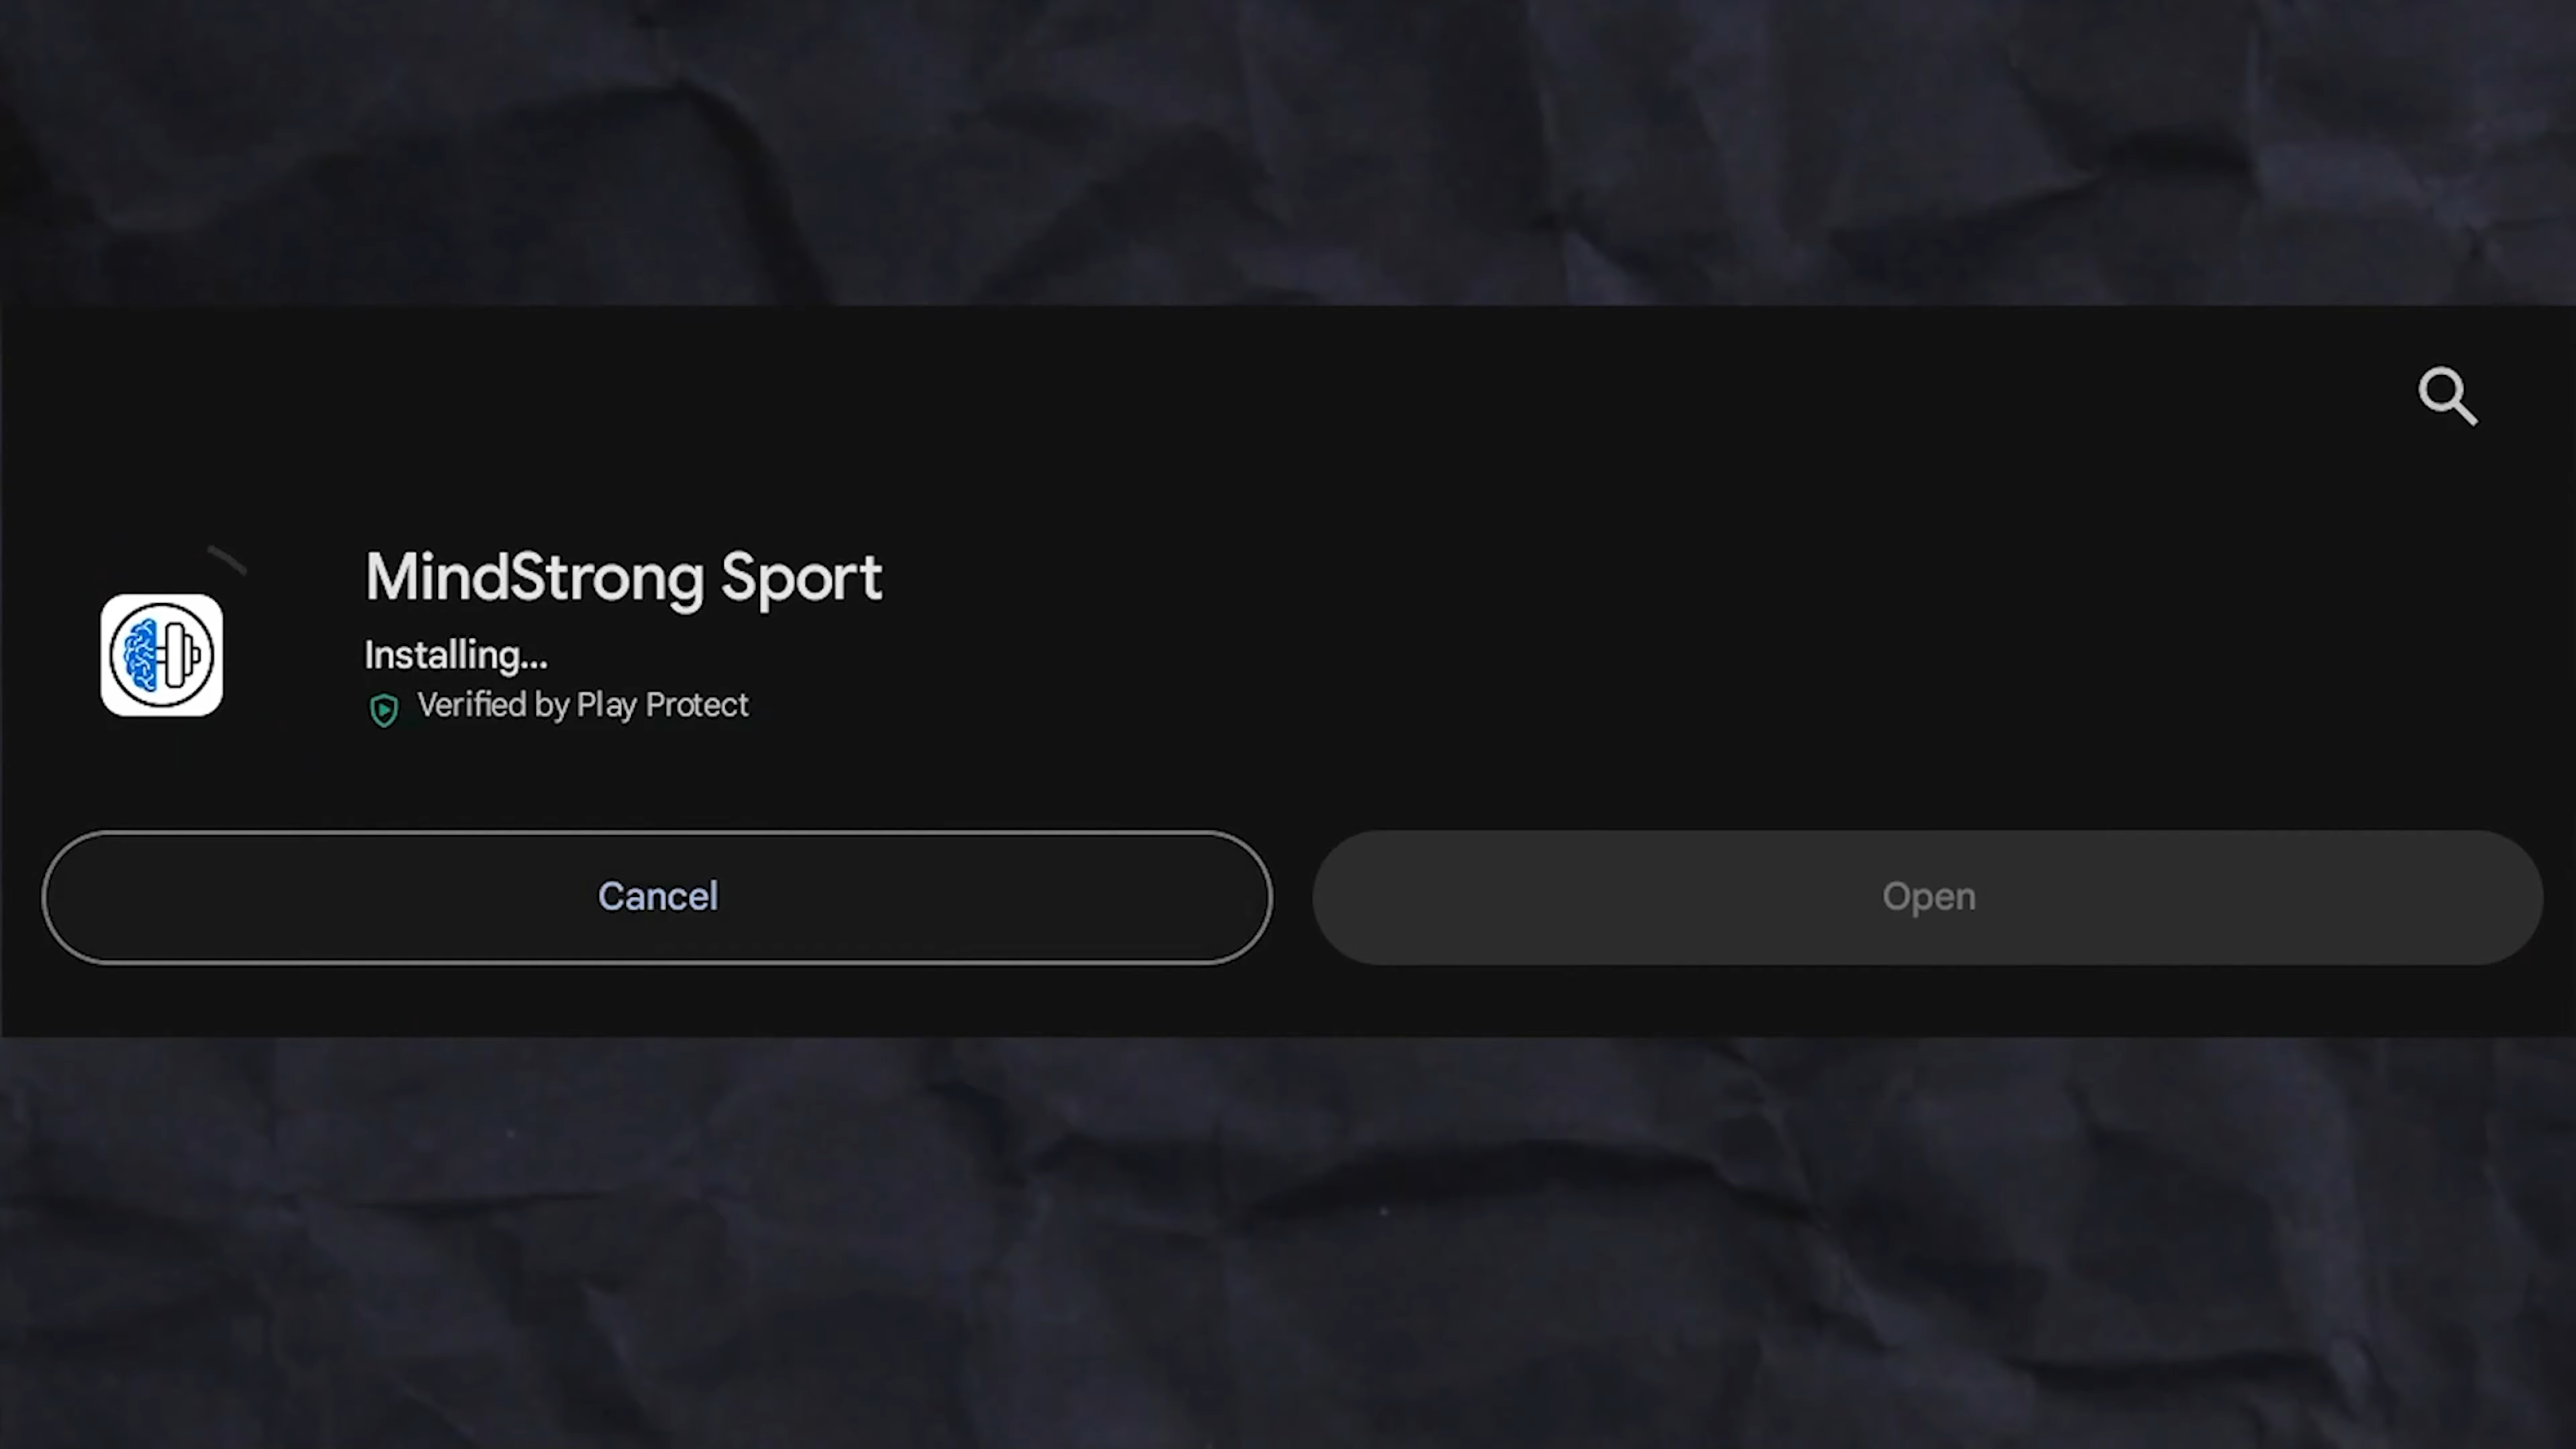 MindStrong Sport
Installing...
Verified by Play Protect
Cancel
Open